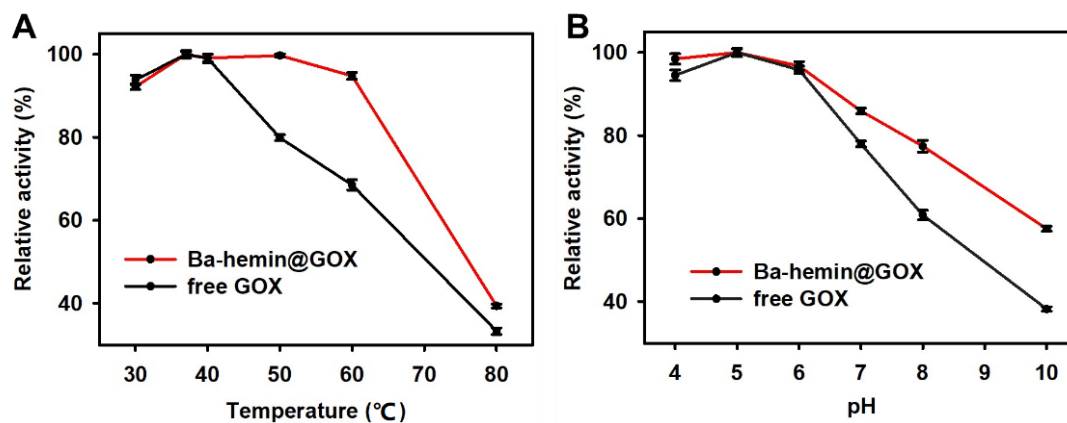 A
Relative activity (%)
100
80
60
40
Ba-hemin@GOX
free GOX
30 40 50 60 70 80
Temperature (℃)
B
Relative activity (%)
100
80
60
40
Ba-hemin@GOX
free GOX
4 5 6 7 8 9 10
pH